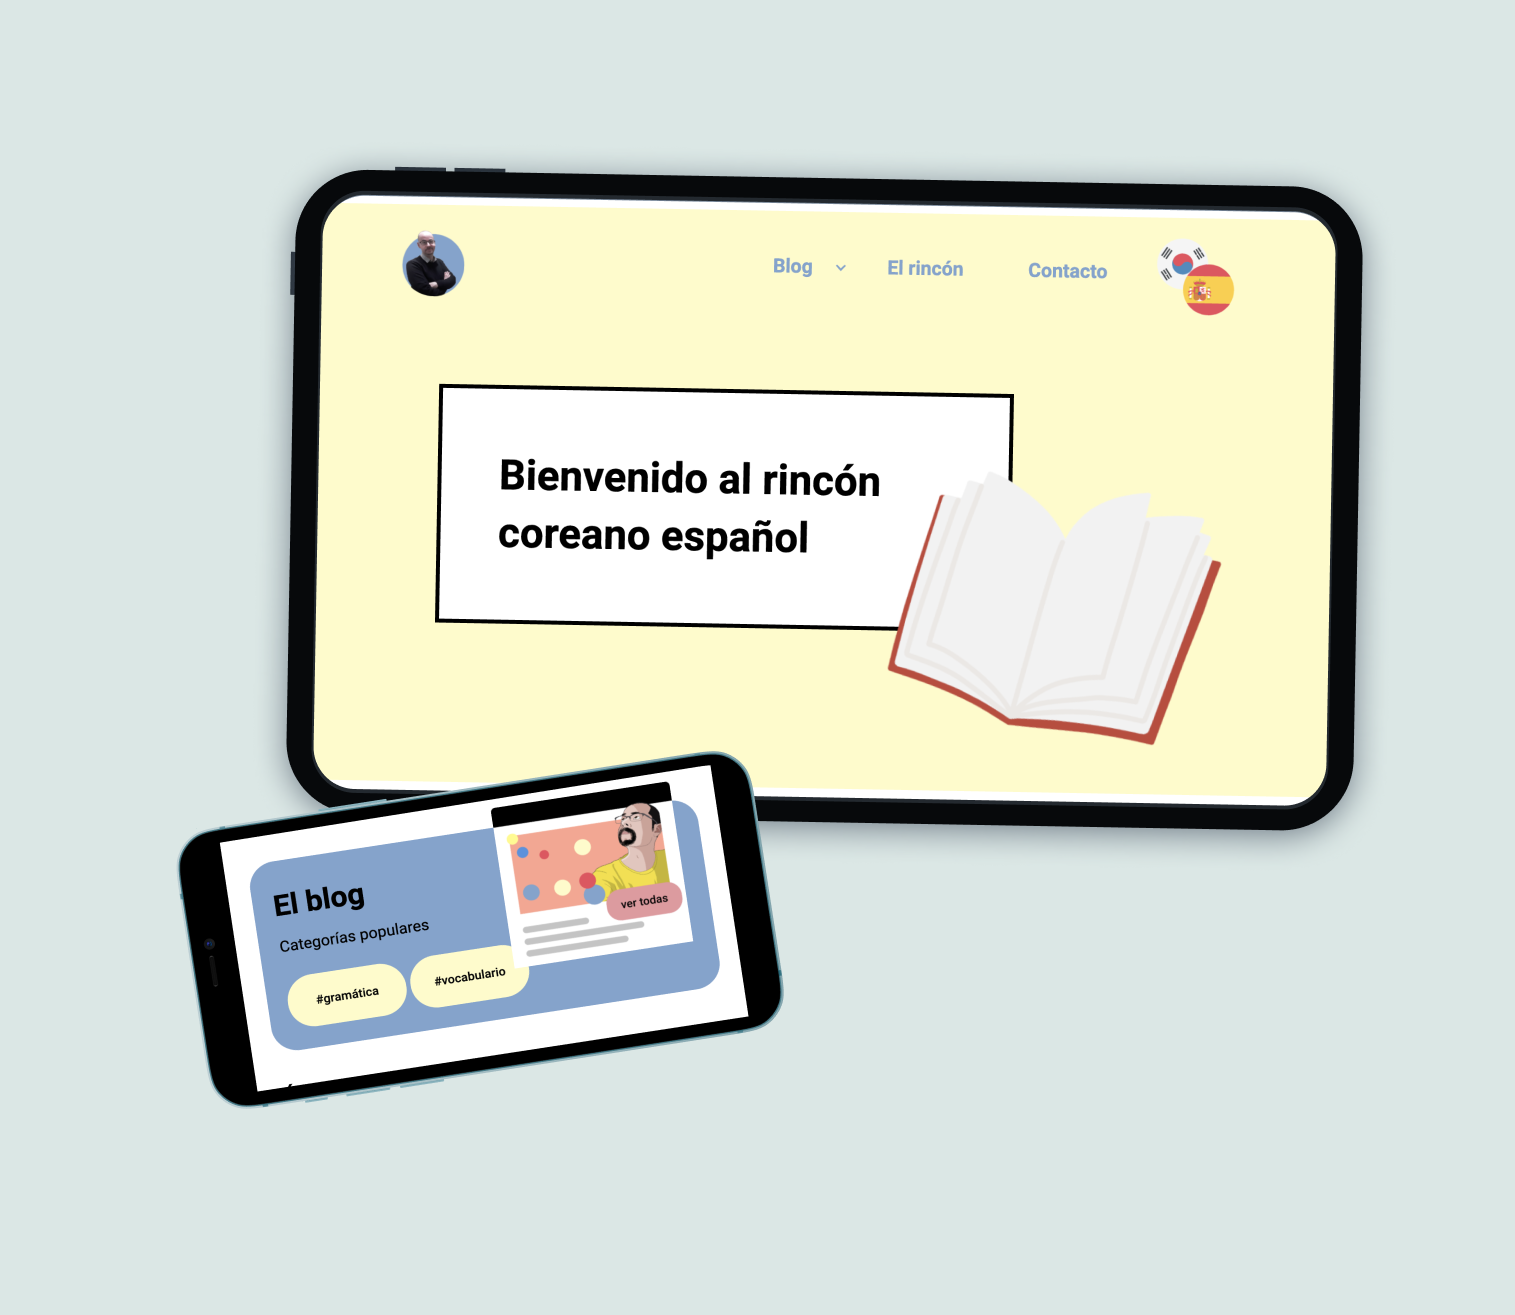 Blog
El rincón
Contacto
Bienvenido al rincón
coreano español
El blog
Categorías populares
#gramática
#vocabulario
ver todas